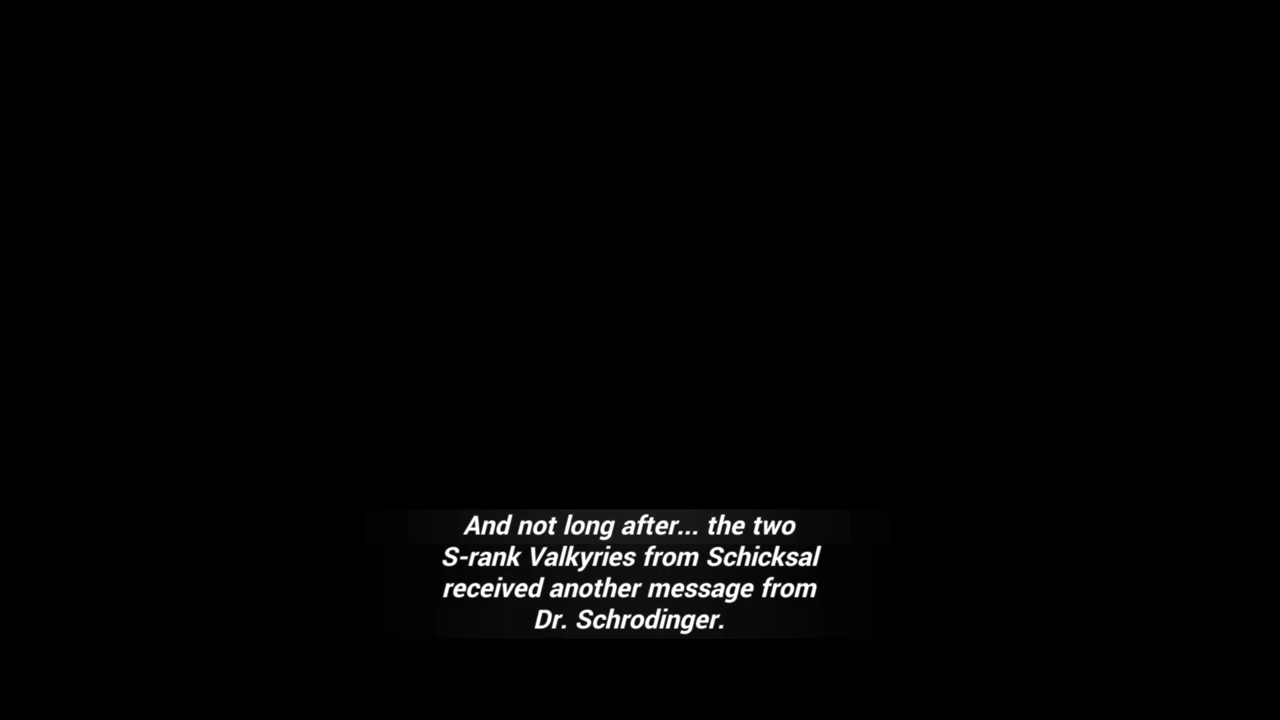 And not long after... the two
S-rank Valkyries from Schicksal
received another message from
Dr. Schrodinger.